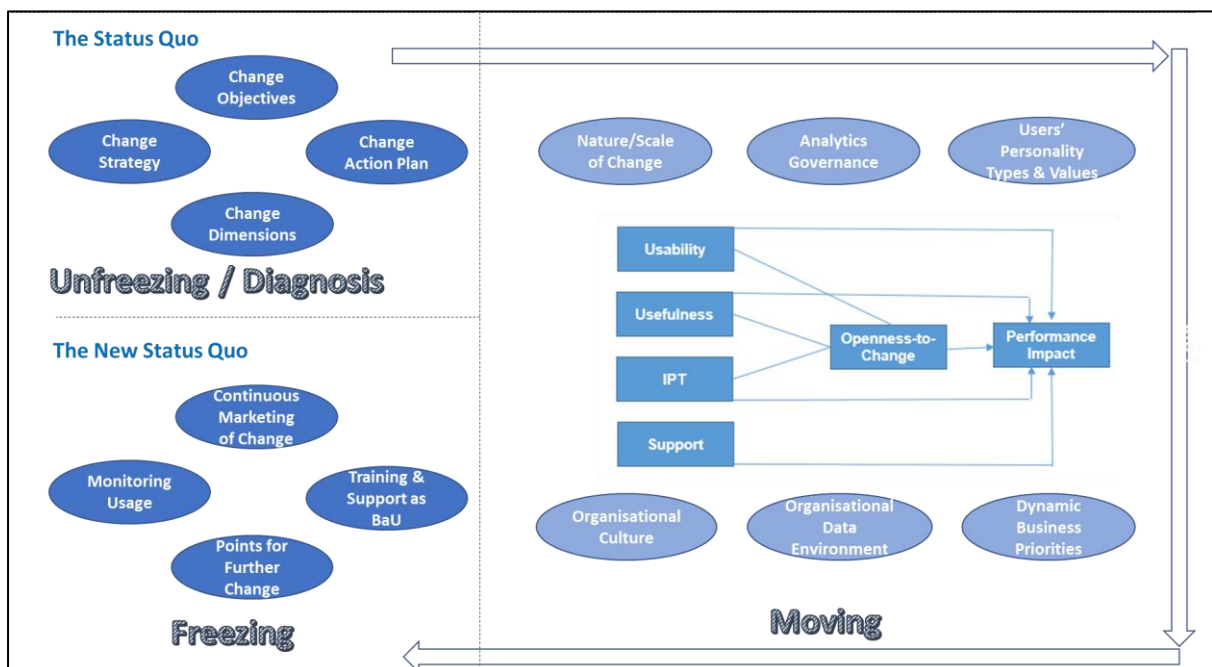 The Status Quo
Change
Objectives
Change
Strategy
Change
Action Plan
Change
Dimensions
Unfreezing / Diagnosis
The New Status Quo
Continuous
Marketing
of Change
Monitoring
Usage
Training &
Support as
BaU
Points for
Further
Change
Freezing
Nature/Scale
of Change
Analytics
Governance
Users'
Personality
Types & Values
Usability
Usefulness
IPT
Support
Openness-to-
Change
Performance
Impact
Organisational
Culture
Organisational
Data
Environment
Dynamic
Business
Priorities
Moving